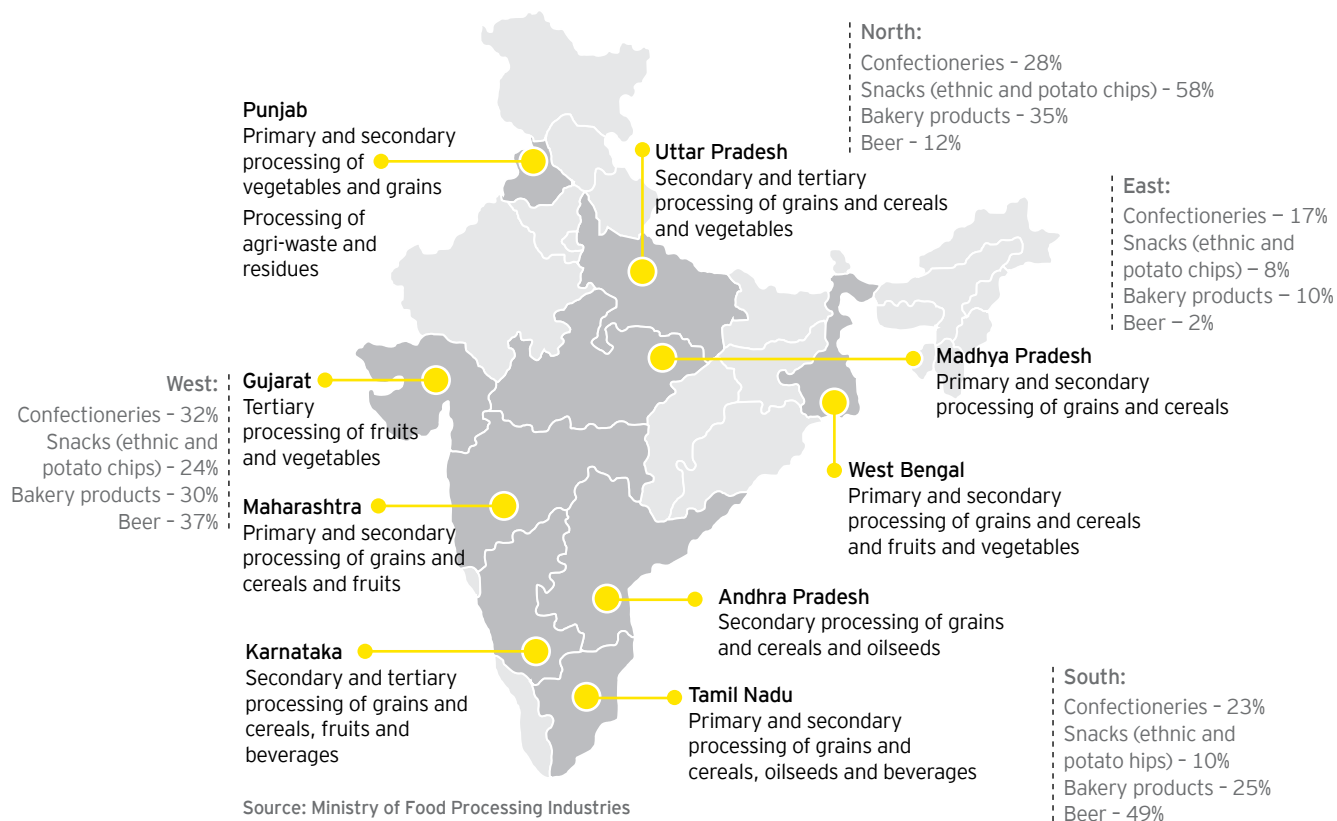 North:
Confectioneries – 28%
Snacks (ethnic and potato chips) – 58%
Bakery products – 35%
Beer – 12%
Punjab
Primary and secondary
processing of
vegetables and grains
Processing of
agri-waste and
residues
Uttar Pradesh
Secondary and tertiary
processing of grains and cereals
and vegetables
East:
Confectioneries – 17%
Snacks (ethnic and
potato chips) – 8%
Bakery products – 10%
Beer – 2%
Madhya Pradesh
Primary and secondary
processing of grains and cereals
West:
Confectioneries – 32%
Snacks (ethnic and
potato chips) – 24%
Bakery products – 30%
Beer – 37%
Gujarat
Tertiary
processing of fruits
and vegetables
West Bengal
Primary and secondary
processing of grains and cereals
and fruits and vegetables
Maharashtra
Primary and secondary
processing of grains and
cereals and fruits
Andhra Pradesh
Secondary processing of grains
and cereals and oilseeds
Karnataka
Secondary and tertiary
processing of grains and
cereals, fruits and
beverages
Tamil Nadu
Primary and secondary
processing of grains and
cereals, oilseeds and beverages
South:
Confectioneries – 23%
Snacks (ethnic and
potato hips) – 10%
Bakery products – 25%
Beer – 49%
Source: Ministry of Food Processing Industries